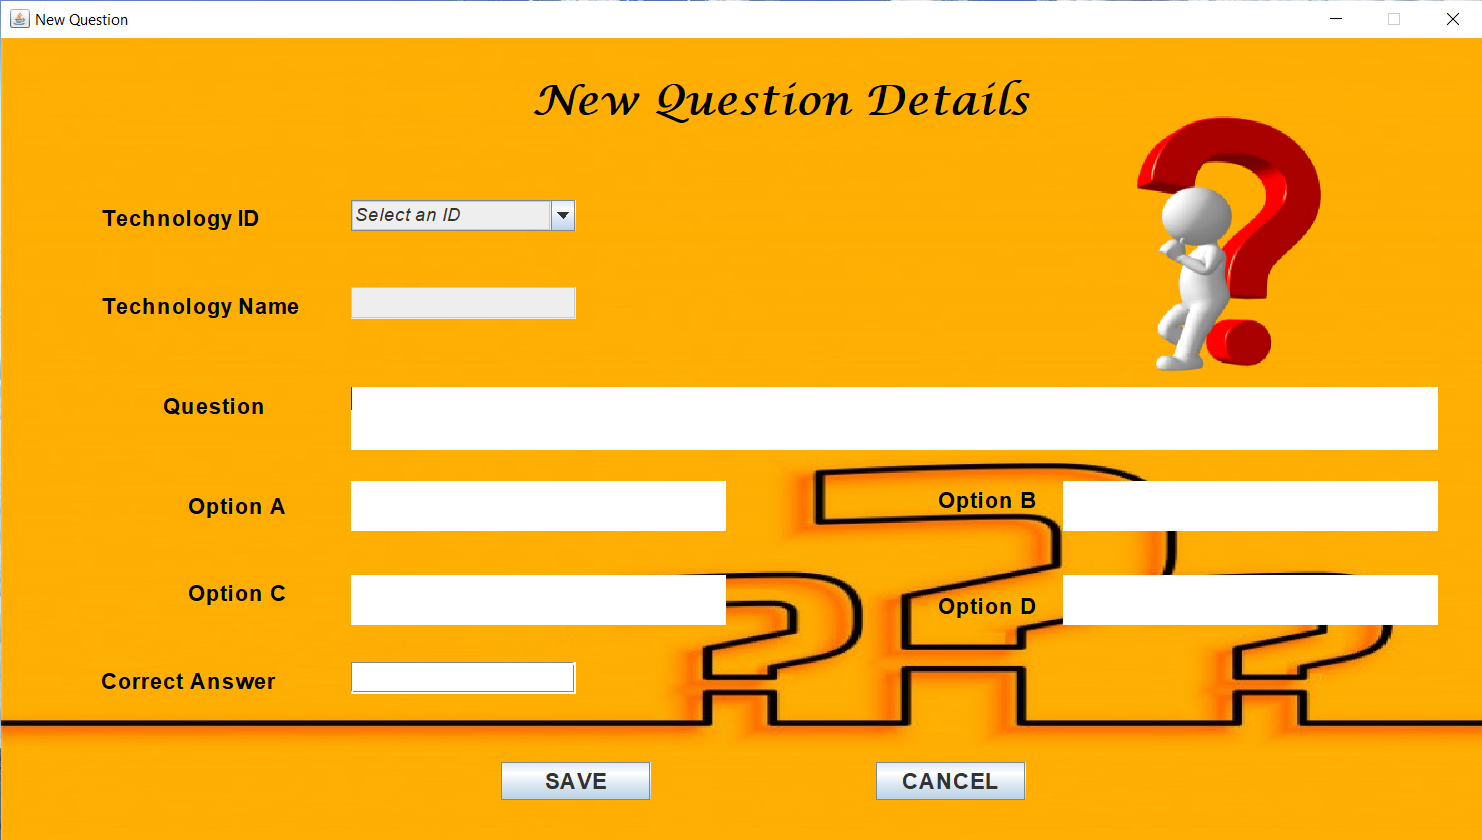 New Question
New Question Details
Technology ID
Select an ID
Technology Name
Question
Option A
Option B
Option C
Option D
Correct Answer
SAVE
CANCEL